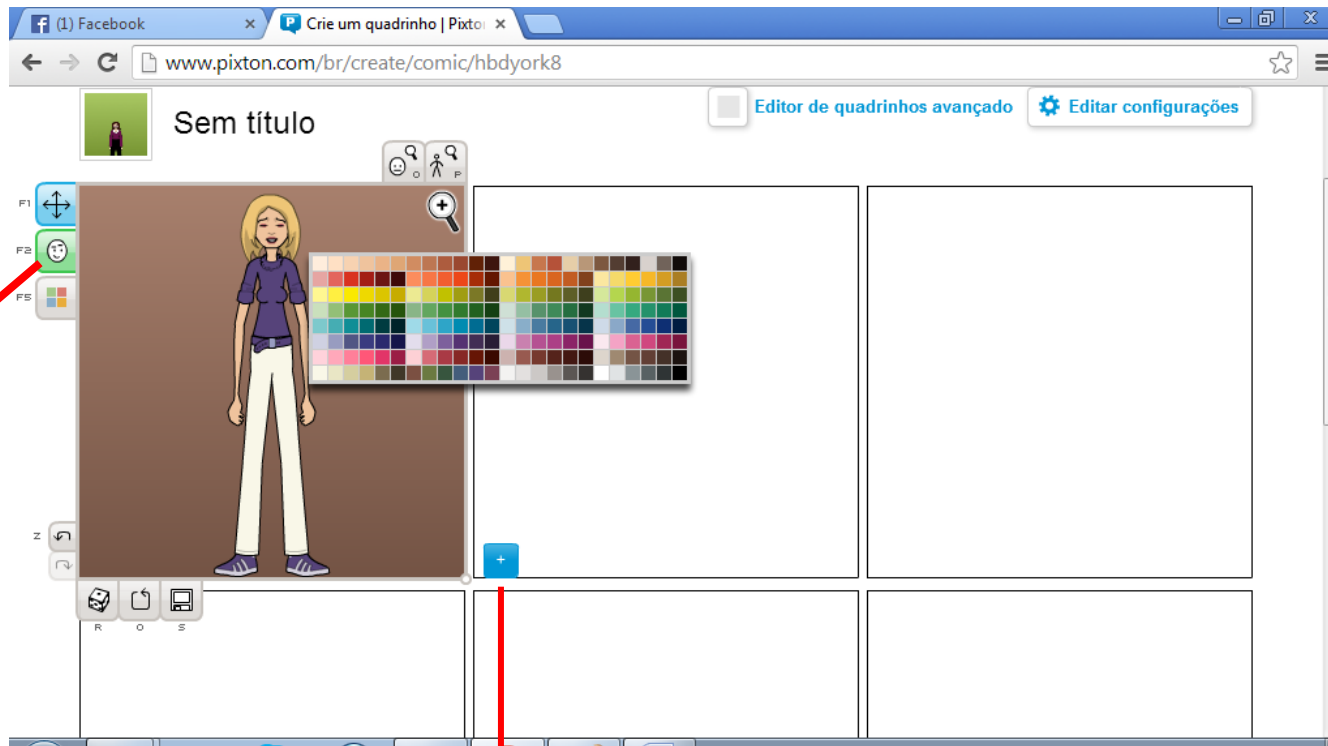 (1) Facebook
Crie um quadrinho | Pixto
www.pixton.com/br/create/comic/hbdyork8
Sem título
Editor de quadrinhos avançado
Editar configurações
O
P
F1
F2
F5
Z
+
R
O
S